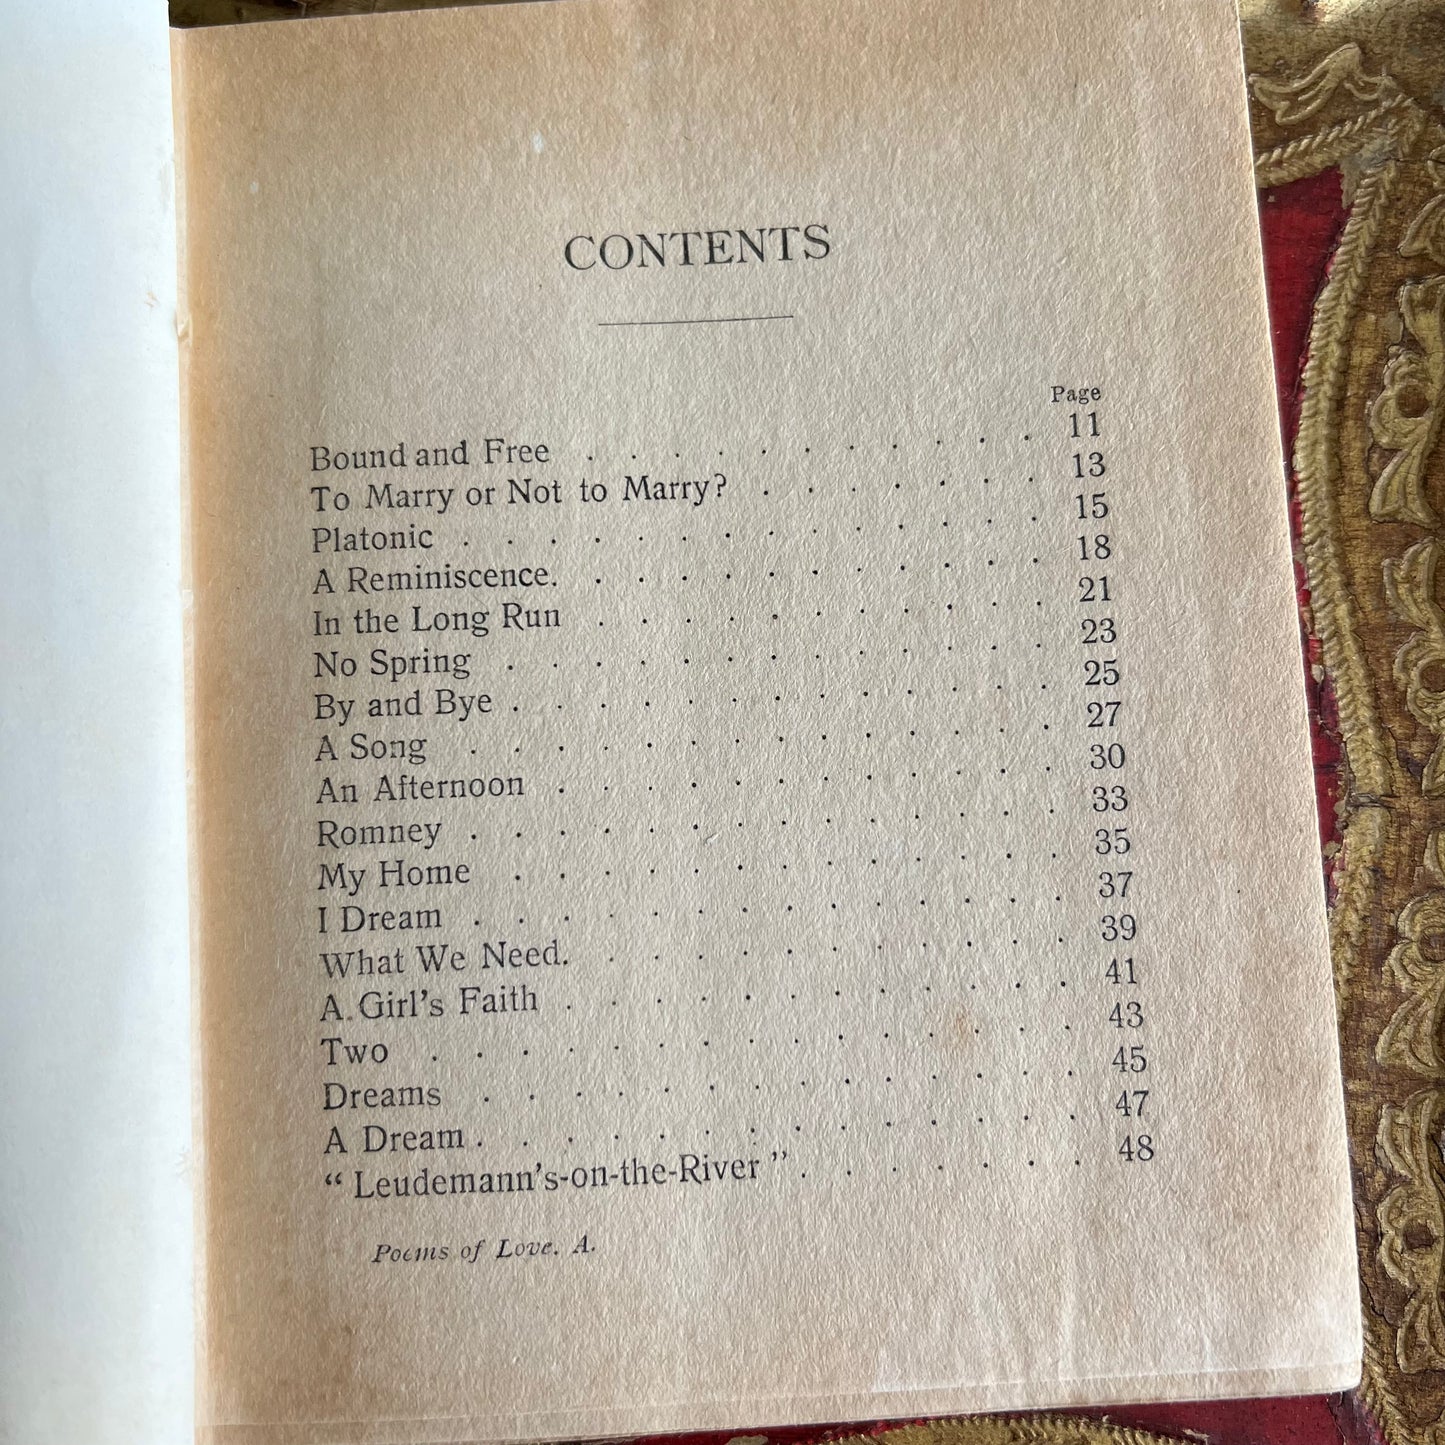 CONTENTS
Page
Bound and Free . . . . . . . . . . . 11
To Marry or Not to Marry? . . . . . . . 13
Platonic . . . . . . . . . . . . . . 15
A Reminiscence. . . . . . . . . . . . 18
In the Long Run . . . . . . . . . . . 21
No Spring . . . . . . . . . . . . . 23
By and Bye . . . . . . . . . . . . . 25
A Song . . . . . . . . . . . . . . 27
An Afternoon . . . . . . . . . . . . 30
Romney . . . . . . . . . . . . . . 33
My Home . . . . . . . . . . . . . 35
I Dream . . . . . . . . . . . . . . 37
What We Need. . . . . . . . . . . . 39
A Girl's Faith . . . . . . . . . . . . 41
Two . . . . . . . . . . . . . . . 43
Dreams . . . . . . . . . . . . . . 45
A Dream . . . . . . . . . . . . . . 47
“ Leudemann's-on-the-River ” . . . . . . . 48
Poems of Love. A.